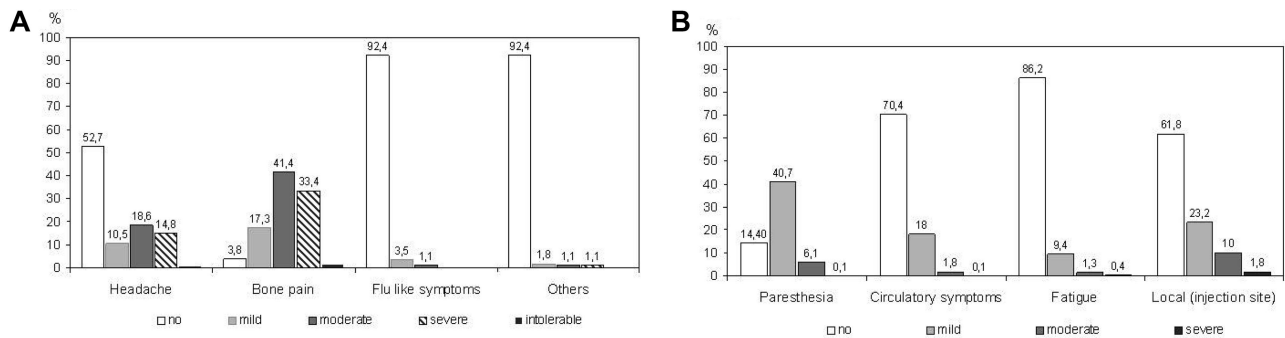 A
%
100
90
80
70
60
50
40
30
20
10
0
52,7
10,5
18,6
14,8
3,8
17,3
41,4
33,4
92,4
3,5
1,1
92,4
1,8
1,1
1,1
Headache
Bone pain
Flu like symptoms
Others
no
mild
moderate
severe
intolerable
B
%
100
90
80
70
60
50
40
30
20
10
0
14,40
40,7
6,1
0,1
70,4
18
1,8
0,1
86,2
9,4
1,3
0,4
61,8
23,2
10
1,8
Paresthesia
Circulatory symptoms
Fatigue
Local (injection site)
no
mild
moderate
severe